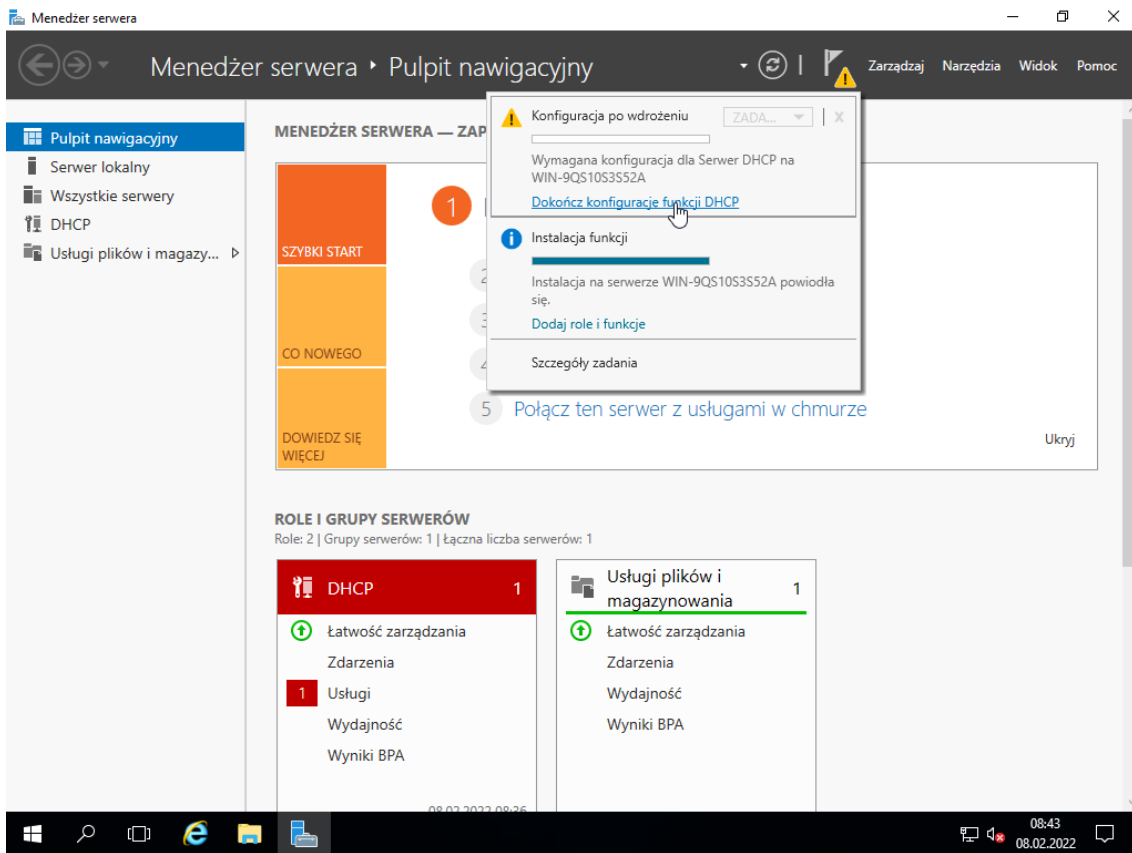 Menedżer serwera
Menedżer serwera ‣ Pulpit nawigacyjny
Zarządzaj Narzędzia Widok Pomoc
Pulpit nawigacyjny
Serwer lokalny
Wszystkie serwery
DHCP
Usługi plików i magazy...
MENEDŻER SERWERA — ZAP
SZYBKI START
CO NOWEGO
DOWIEDZ SIĘ
WIĘCEJ
1
Konfiguracja po wdrożeniu ZADA... X
Wymagana konfiguracja dla Serwer DHCP na
WIN-9QS10S3S52A
Dokończ konfigurację funkcji DHCP
Instalacja funkcji
Instalacja na serwerze WIN-9QS10S3S52A powiodła
się.
Dodaj role i funkcje
Szczegóły zadania
5 Połącz ten serwer z usługami w chmurze
Ukryj
ROLE I GRUPY SERWERÓW
Role: 2 | Grupy serwerów: 1 | Łączna liczba serwerów: 1
DHCP 1
Łatwość zarządzania
Zdarzenia
1 Usługi
Wydajność
Wyniki BPA
08.02.2022 08:36
Usługi plików i
magazynowania 1
Łatwość zarządzania
Zdarzenia
Wydajność
Wyniki BPA
08:43
08.02.2022